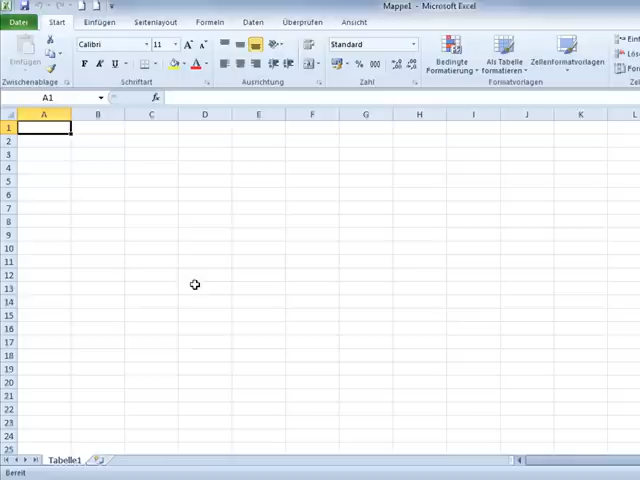 Mappe1 - Microsoft Excel
Datei Start Einfügen Seitenlayout Formeln Daten Überprüfen Ansicht
Einfügen
Calibri 11 A A
F K U A
Standard
% 000
Bedingte Formatierung
Als Tabelle formatieren
Zellenformatvorlagen
Zwischenablage Schriftart Ausrichtung Zahl Formatvorlagen
A1 fx
A B C D E F G H I J K L
1
2
3
4
5
6
7
8
9
10
11
12
13
14
15
16
17
18
19
20
21
22
23
24
25
Tabelle1
Bereit